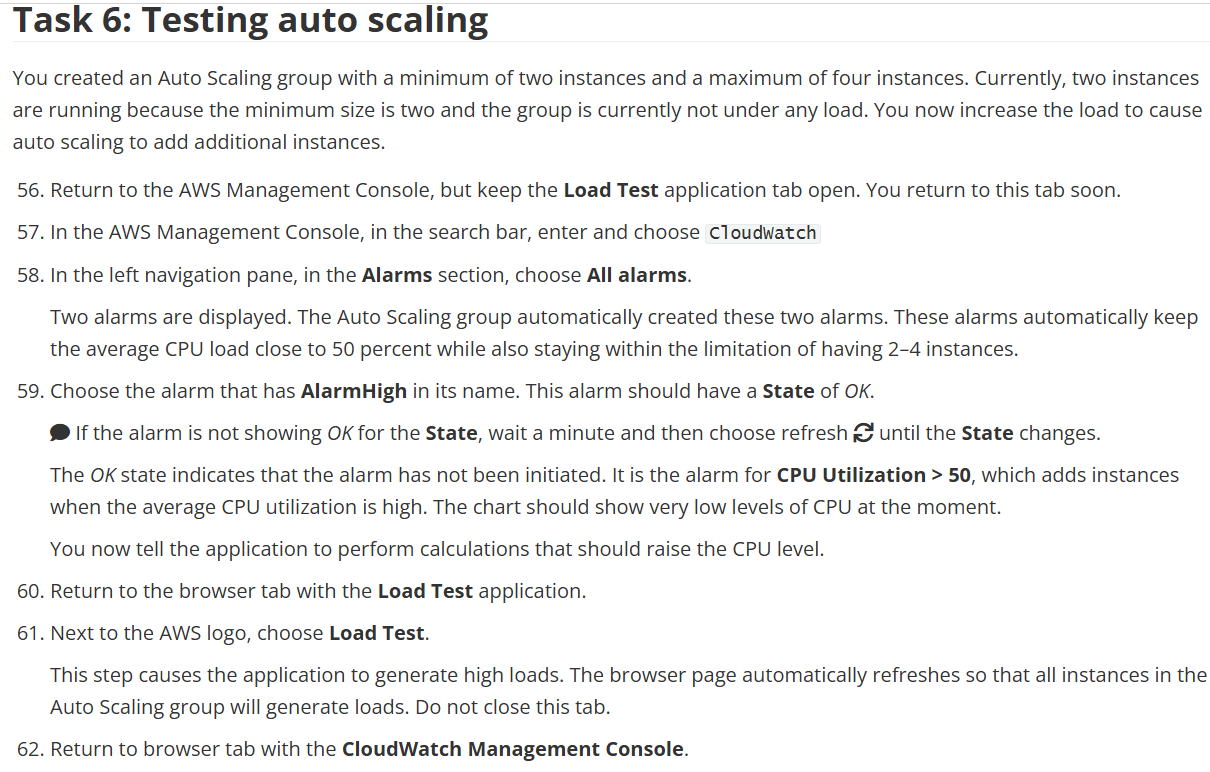 Task 6: Testing auto scaling
You created an Auto Scaling group with a minimum of two instances and a maximum of four instances. Currently, two instances
are running because the minimum size is two and the group is currently not under any load. You now increase the load to cause
auto scaling to add additional instances.
56. Return to the AWS Management Console, but keep the Load Test application tab open. You return to this tab soon.
57. In the AWS Management Console, in the search bar, enter and choose CloudWatch
58. In the left navigation pane, in the Alarms section, choose All alarms.
Two alarms are displayed. The Auto Scaling group automatically created these two alarms. These alarms automatically keep
the average CPU load close to 50 percent while also staying within the limitation of having 2–4 instances.
59. Choose the alarm that has AlarmHigh in its name. This alarm should have a State of OK.
If the alarm is not showing OK for the State, wait a minute and then choose refresh until the State changes.
The OK state indicates that the alarm has not been initiated. It is the alarm for CPU Utilization > 50, which adds instances
when the average CPU utilization is high. The chart should show very low levels of CPU at the moment.
You now tell the application to perform calculations that should raise the CPU level.
60. Return to the browser tab with the Load Test application.
61. Next to the AWS logo, choose Load Test.
This step causes the application to generate high loads. The browser page automatically refreshes so that all instances in the
Auto Scaling group will generate loads. Do not close this tab.
62. Return to browser tab with the CloudWatch Management Console.